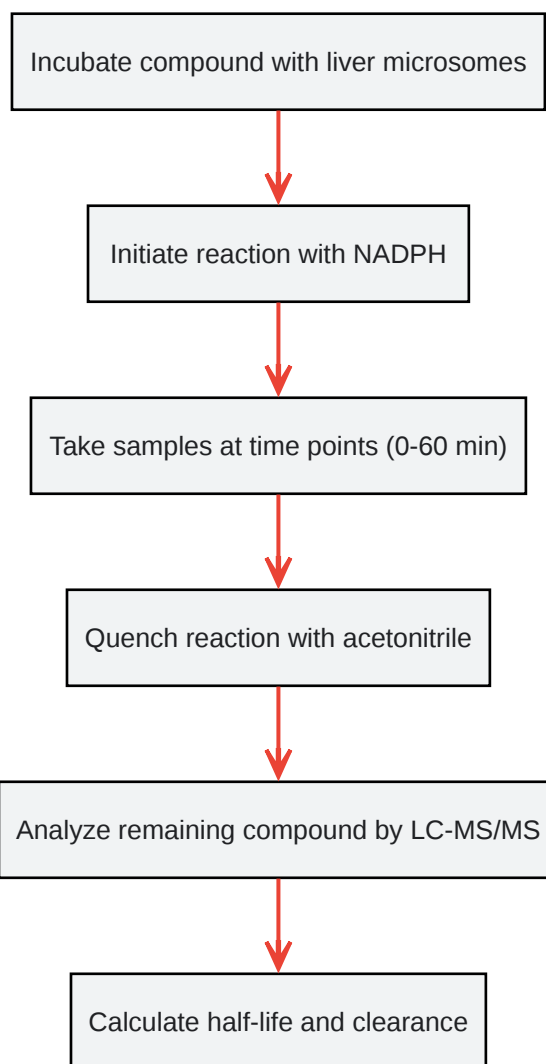 Incubate compound with liver microsomes
Initiate reaction with NADPH
Take samples at time points (0-60 min)
Quench reaction with acetonitrile
Analyze remaining compound by LC-MS/MS
Calculate half-life and clearance